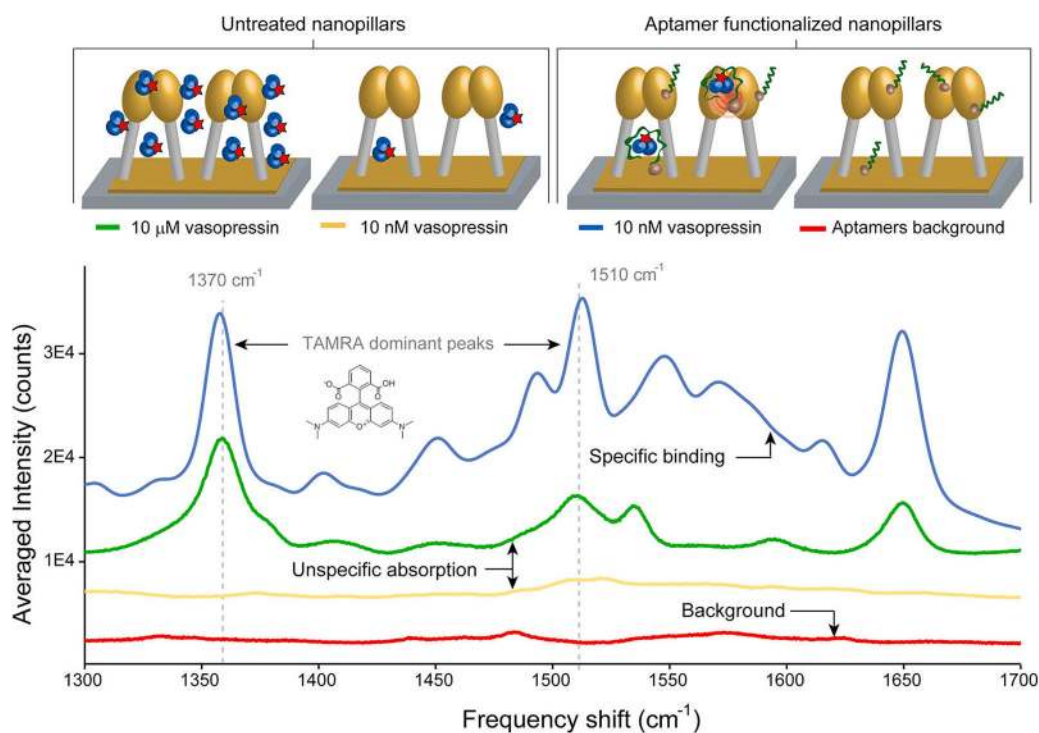 Untreated nanopillars
Aptamer functionalized nanopillars
10 μM vasopressin
10 nM vasopressin
10 nM vasopressin
Aptamers background
1370 cm⁻¹
1510 cm⁻¹
TAMRA dominant peaks
⁻O
O
O
OH
N
O⁺
N
Specific binding
Unspecific absorption
Background
3E4
2E4
1E4
Averaged Intensity (counts)
1300
1350
1400
1450
1500
1550
1600
1650
1700
Frequency shift (cm⁻¹)